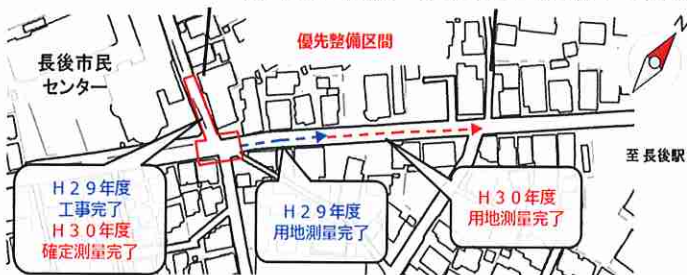 優先整備区間
長後市民
センター
N
至 長後駅
H29年度
工事完了
H30年度
確定測量完了
H29年度
用地測量完了
H30年度
用地測量完了